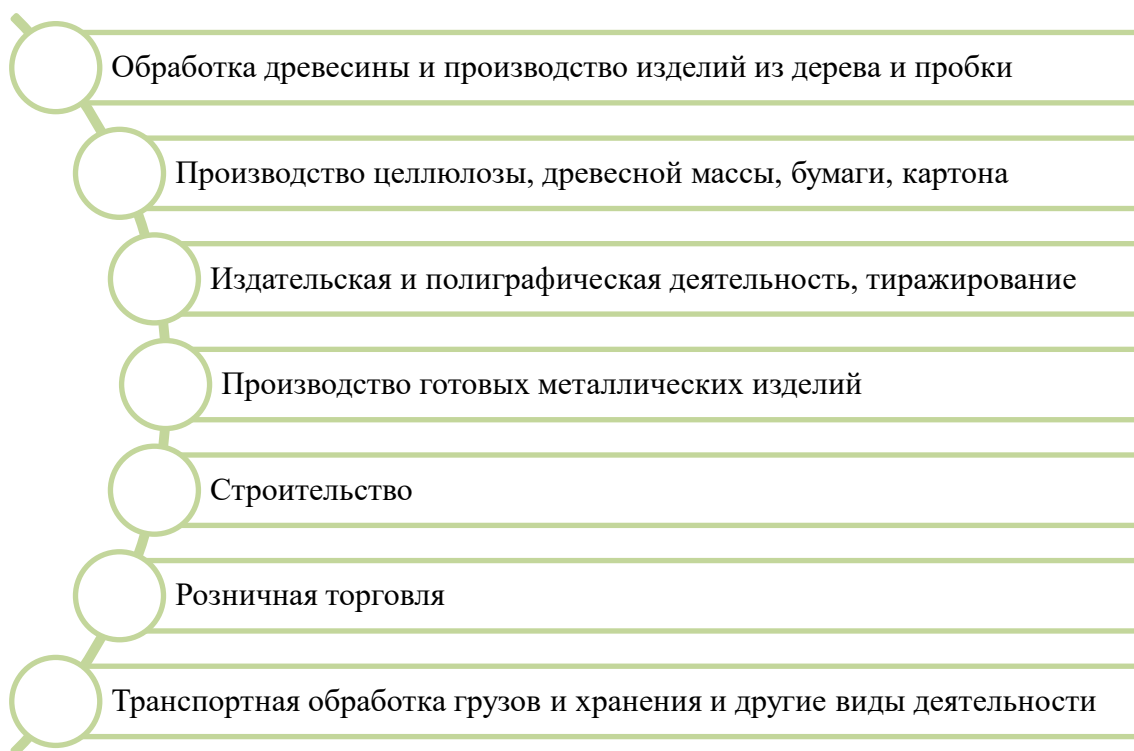 Обработка древесины и производство изделий из дерева и пробки
Производство целлюлозы, древесной массы, бумаги, картона
Издательская и полиграфическая деятельность, тиражирование
Производство готовых металлических изделий
Строительство
Розничная торговля
Транспортная обработка грузов и хранения и другие виды деятельности